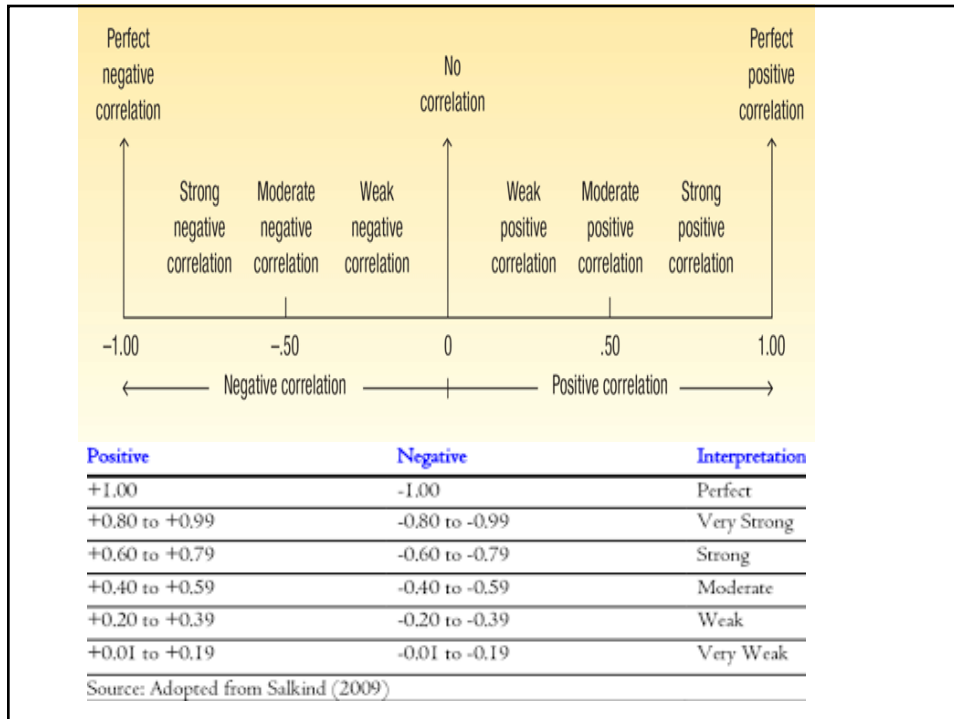 Perfect
negative
correlation
No
correlation
Perfect
positive
correlation
Strong
negative
correlation
Moderate
negative
correlation
Weak
negative
correlation
Weak
positive
correlation
Moderate
positive
correlation
Strong
positive
correlation
–1.00 –.50 0 .50 1.00
Negative correlation Positive correlation
Positive Negative Interpretation
+1.00 -1.00 Perfect
+0.80 to +0.99 -0.80 to -0.99 Very Strong
+0.60 to +0.79 -0.60 to -0.79 Strong
+0.40 to +0.59 -0.40 to -0.59 Moderate
+0.20 to +0.39 -0.20 to -0.39 Weak
+0.01 to +0.19 -0.01 to -0.19 Very Weak
Source: Adopted from Salkind (2009)